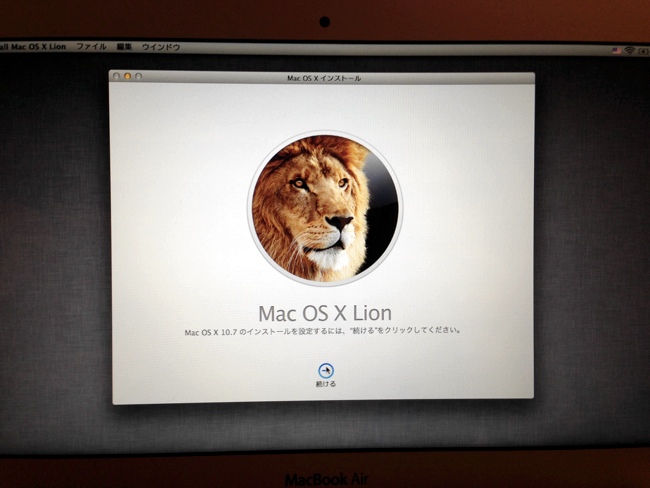 all Mac OS X Lion ファイル 編集 ウインドウ
Mac OS X インストール
Mac OS X Lion
Mac OS X 10.7 のインストールを設定するには、"続ける"をクリックしてください。
続ける
MacBook Air